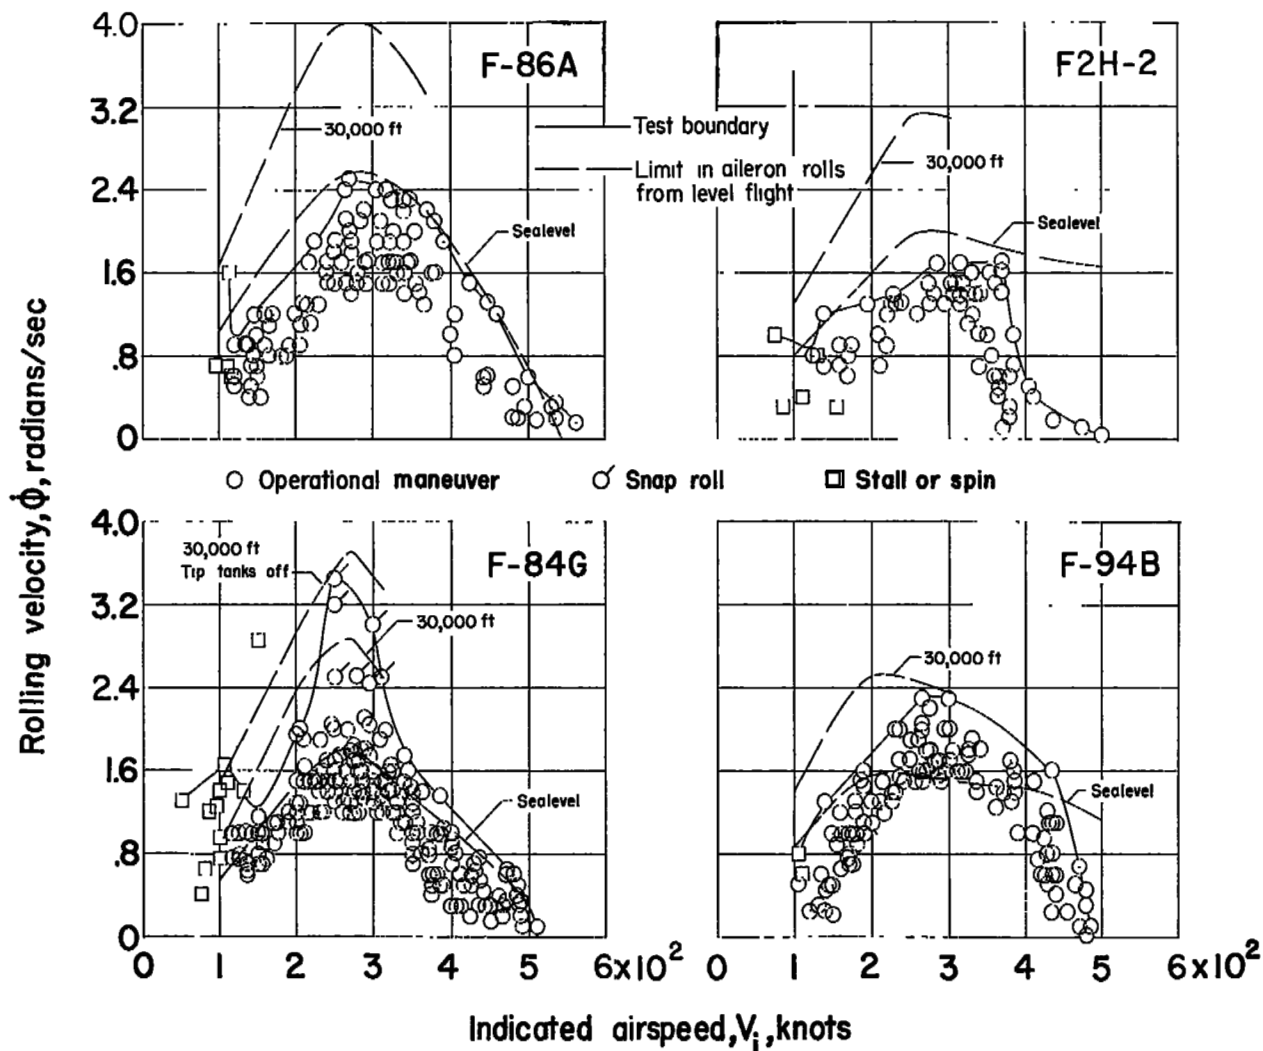 4.0
3.2
2.4
1.6
.8
0
F-86A
30,000 ft
Sealevel
Test boundary
Limit in aileron rolls
from level flight
F2H-2
30,000 ft
Sealevel
Operational maneuver
Snap roll
Stall or spin
4.0
3.2
2.4
1.6
.8
0
30,000 ft
Tip tanks off
F-84G
30,000 ft
Sealevel
F-94B
30,000 ft
Sealevel
0 1 2 3 4 5 6x10²
0 1 2 3 4 5 6x10²
Rolling velocity, ϕ̇, radians/sec
Indicated airspeed, Vᵢ, knots